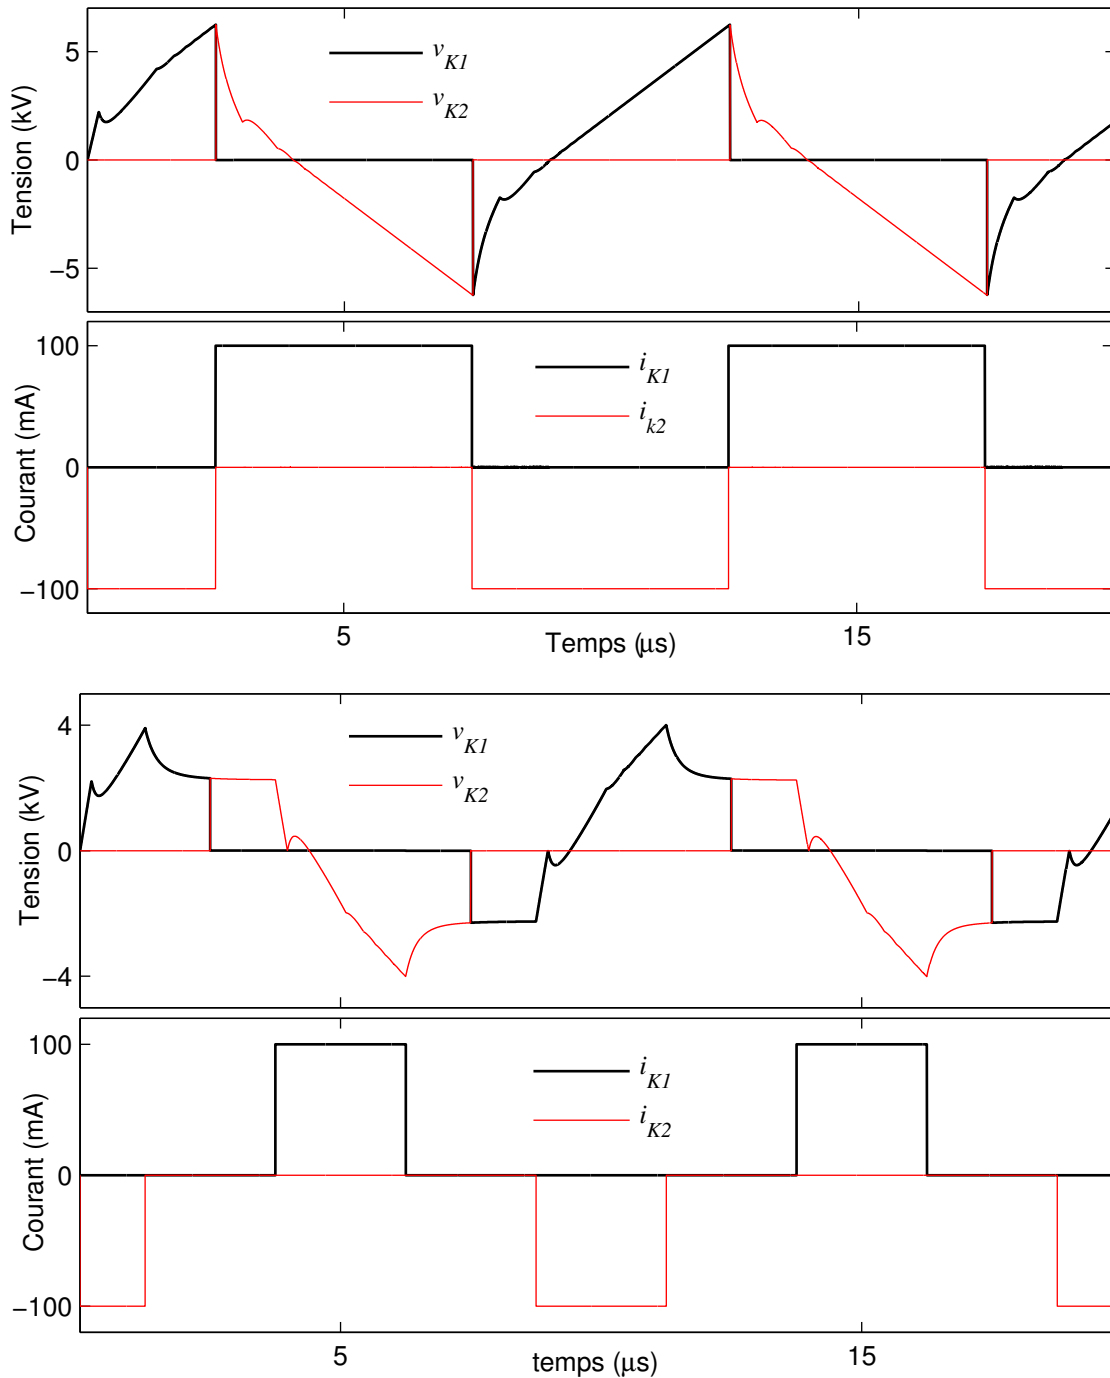 5
0
−5
Tension (kV)
v_K1
v_K2
100
0
−100
Courant (mA)
i_K1
i_k2
5
15
Temps (μs)
4
0
−4
Tension (kV)
v_K1
v_K2
100
0
−100
Courant (mA)
i_K1
i_K2
5
15
temps (μs)